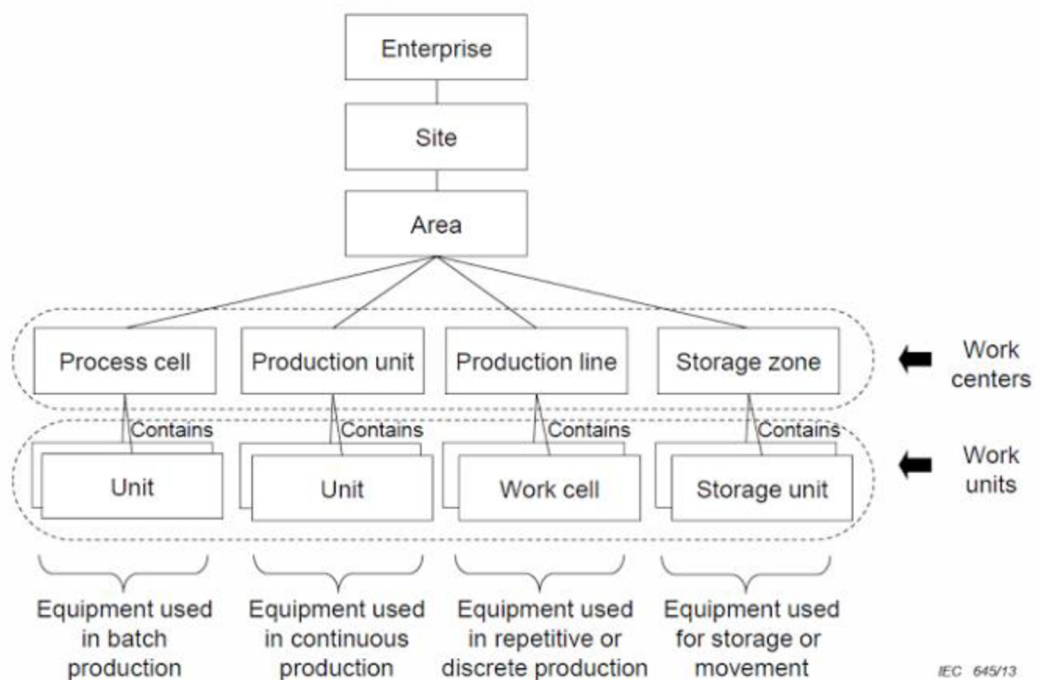 Enterprise
Site
Area
Process cell
Production unit
Production line
Storage zone
Work
centers
Contains
Contains
Contains
Contains
Unit
Unit
Work cell
Storage unit
Work
units
Equipment used
in batch
production
Equipment used
in continuous
production
Equipment used
in repetitive or
discrete production
Equipment used
for storage or
movement
IEC 645/13